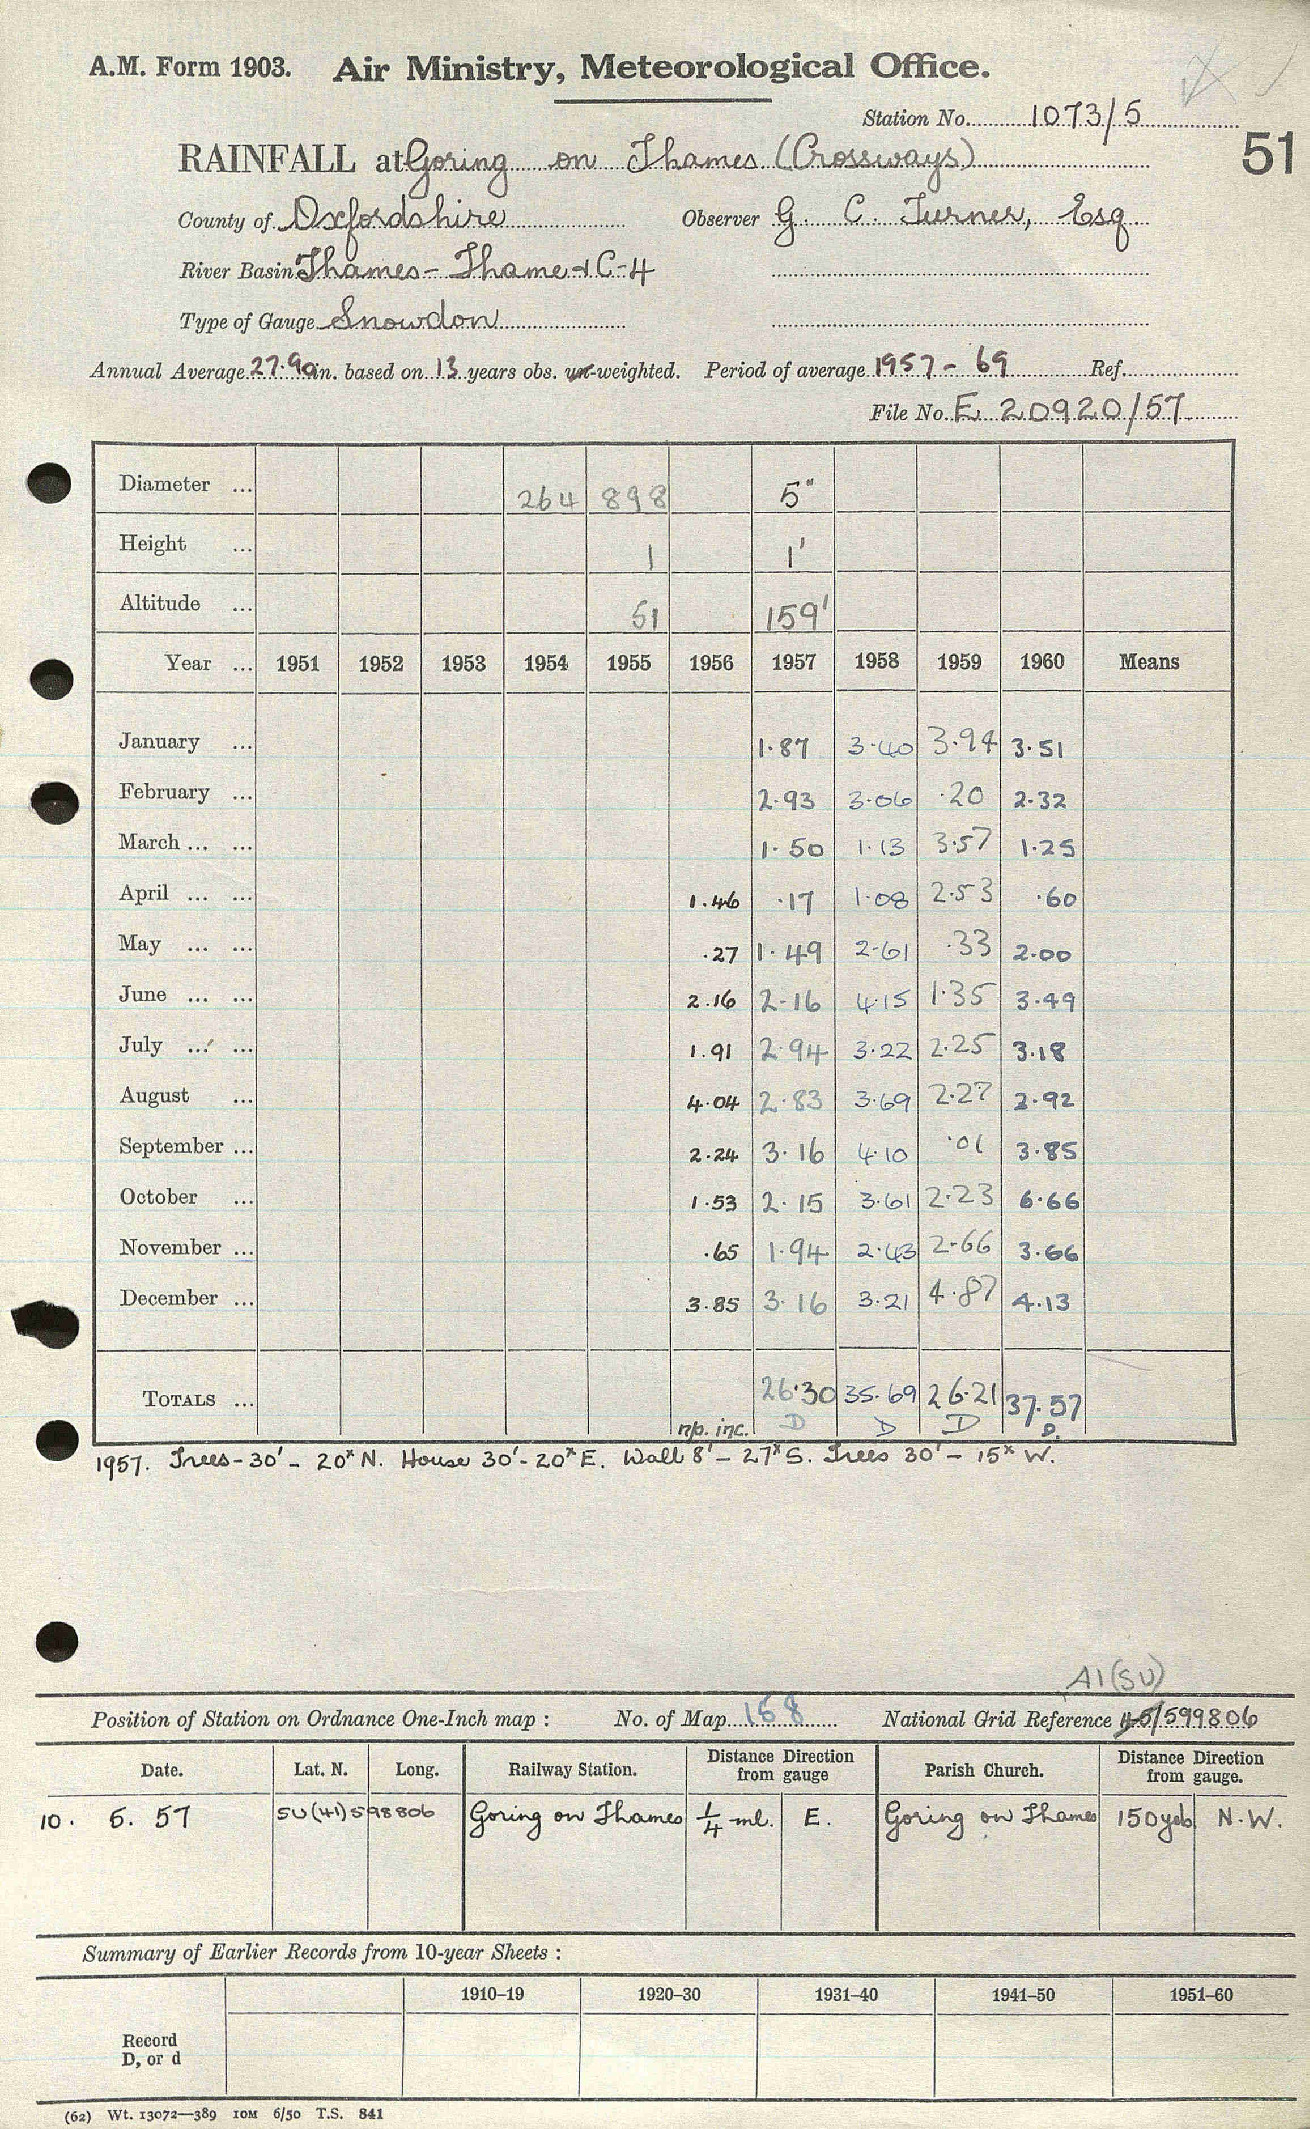 A.M. Form 1903. Air Ministry, Meteorological Office.
Station No. 1073/5
RAINFALL at Goring on Thames (Crossways)
51
County of Oxfordshire Observer G. C. Turner, Esq
River Basin Thames - Thame + C-4
Type of Gauge Snowdon
Annual Average 27.90 in. based on 13 years obs. un-weighted. Period of average 1957 - 69 Ref.
File No. E 20920/57
Diameter ... 264 898 5"
Height ... 1 1'
Altitude ... 51 159'
Year ... 1951 1952 1953 1954 1955 1956 1957 1958 1959 1960 Means
January ... 1.87 3.40 3.94 3.51
February ... 2.93 3.06 .20 2.32
March ... ... 1.50 1.13 3.57 1.25
April ... ... 1.46 .17 1.08 2.53 .60
May ... ... .27 1.49 2.61 .33 2.00
June ... ... 2.16 2.16 4.15 1.35 3.49
July ... ... 1.91 2.94 3.22 2.25 3.18
August ... 4.04 2.83 3.69 2.27 2.92
September ... 2.24 3.16 4.10 .01 3.85
October ... 1.53 2.15 3.61 2.23 6.66
November ... .65 1.94 2.43 2.66 3.66
December ... 3.85 3.16 3.21 4.87 4.13
TOTALS ... 26.30 35.69 26.21 37.57
np. inc. D D D D.
1957. Trees - 30' - 20ˣ N. House 30' - 20ˣ E. Wall 8' - 27ˣ S. Trees 30' - 15ˣ W.
A1(SU)
Position of Station on Ordnance One-Inch map : No. of Map 158 National Grid Reference 45/599806
Date. Lat. N. Long. Railway Station. Distance Direction from gauge Parish Church. Distance Direction from gauge.
10. 5. 57 SU(41)598806 Goring on Thames 1/4 ml. E. Goring on Thames 150 yds N.W.
Summary of Earlier Records from 10-year Sheets :
1910–19 1920–30 1931–40 1941–50 1951–60
Record
D, or d
(62) Wt. 13072—389 10M 6/50 T.S. 841